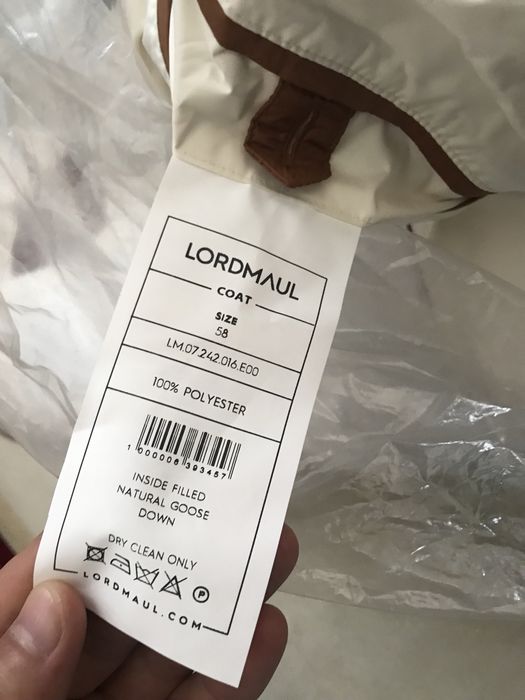 LORDMAUL
COAT
SIZE
58
LM.07.242.016.E00
100% POLYESTER
1 000006 393457
INSIDE FILLED
NATURAL GOOSE
DOWN
DRY CLEAN ONLY
P
LORDMAUL.COM